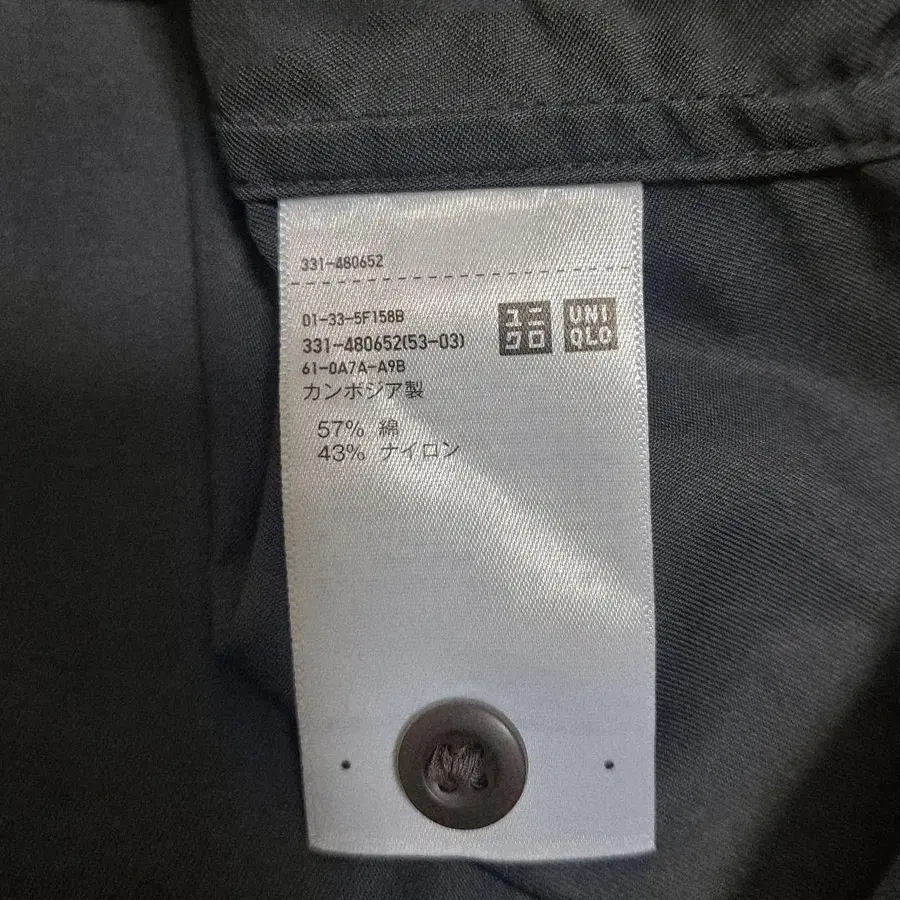 331-480652
01-33-5F158B
331-480652(53-03)
61-0A7A-A9B
カンボジア製
57% 綿
43% ナイロン
ユニ
クロ
UNI
QLO